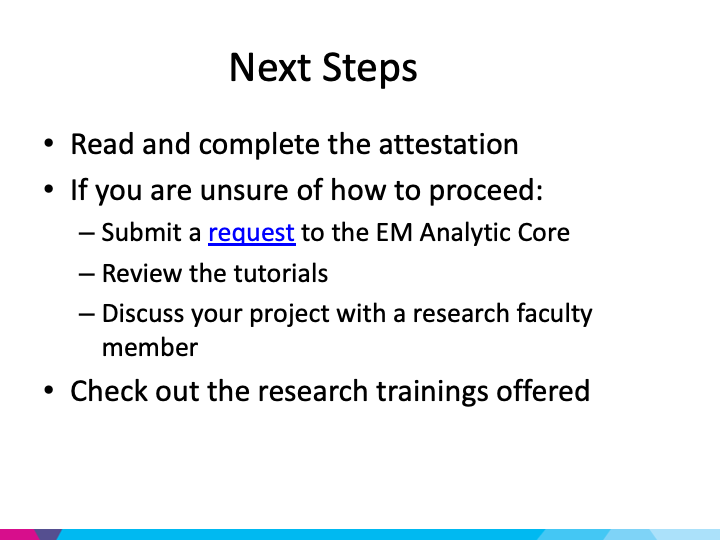 Next Steps
• Read and complete the attestation
• If you are unsure of how to proceed:
– Submit a request to the EM Analytic Core
– Review the tutorials
– Discuss your project with a research faculty
member
• Check out the research trainings offered